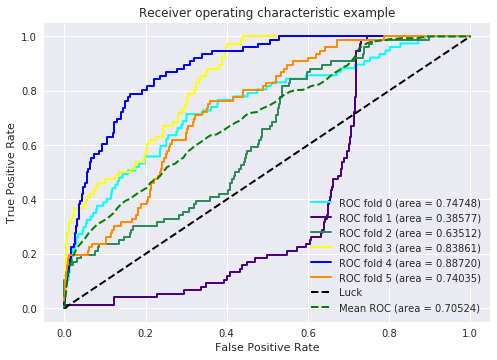 Receiver operating characteristic example
True Positive Rate
1.0
0.8
0.6
0.4
0.2
0.0
ROC fold 0 (area = 0.74748)
ROC fold 1 (area = 0.38577)
ROC fold 2 (area = 0.63512)
ROC fold 3 (area = 0.83861)
ROC fold 4 (area = 0.88720)
ROC fold 5 (area = 0.74035)
Luck
Mean ROC (area = 0.70524)
0.0 0.2 0.4 0.6 0.8 1.0
False Positive Rate